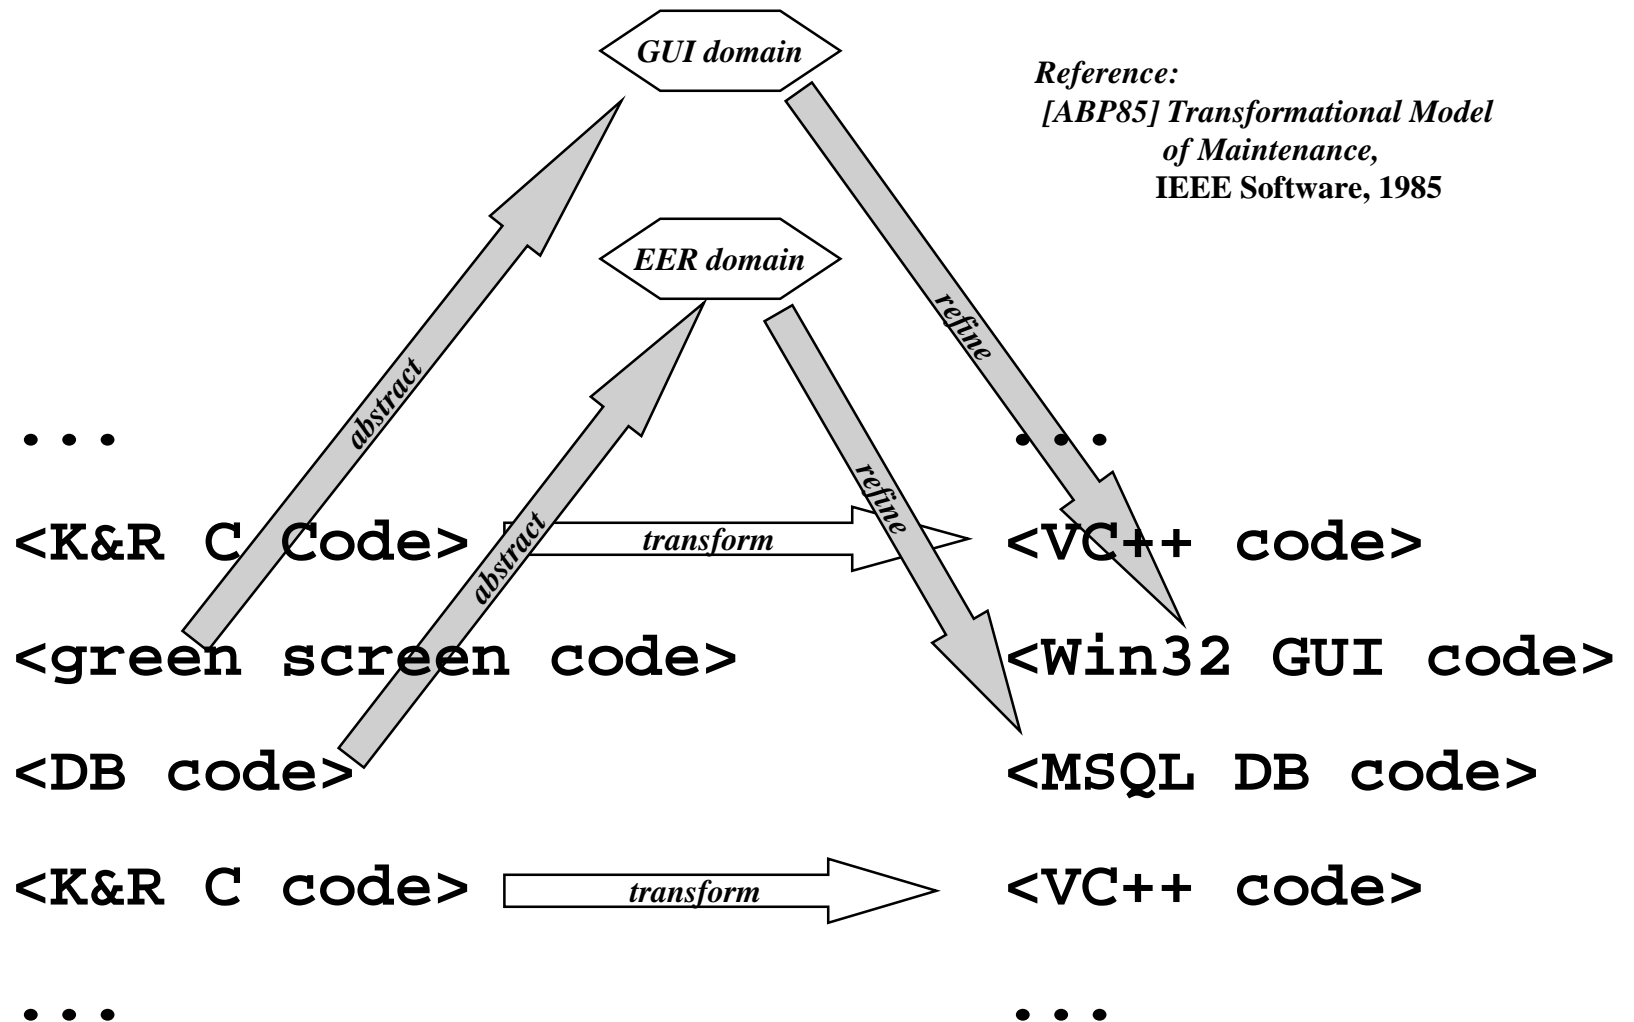 GUI domain
Reference:
[ABP85] Transformational Model
of Maintenance,
IEEE Software, 1985
EER domain
refine
abstract
... ...
refine
<K&R C Code> transform <VC++ code>
abstract
<green screen code> <Win32 GUI code>
<DB code> <MSQL DB code>
<K&R C code> transform <VC++ code>
... ...